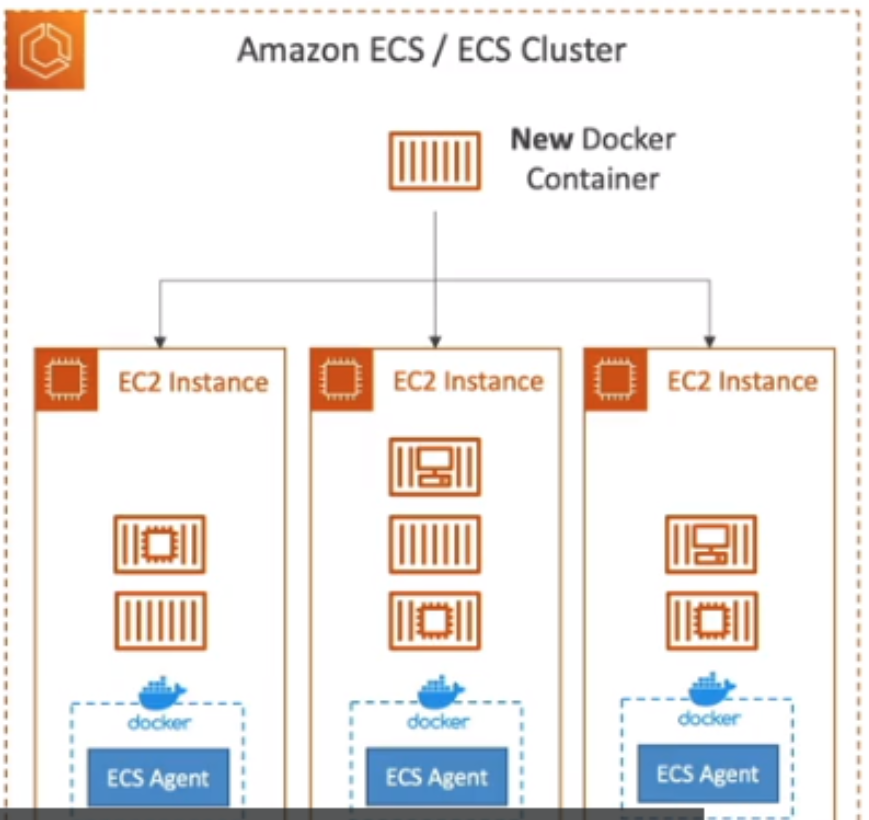 Amazon ECS / ECS Cluster
New Docker
Container
EC2 Instance
EC2 Instance
EC2 Instance
docker
docker
docker
ECS Agent
ECS Agent
ECS Agent